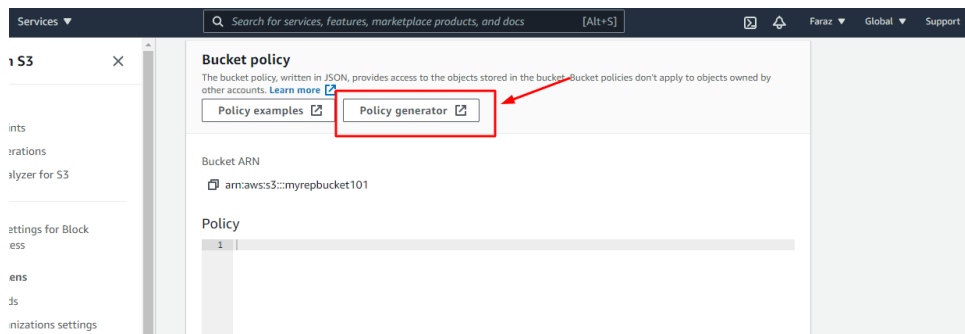 Services ▼
Search for services, features, marketplace products, and docs [Alt+S]
Faraz ▼ Global ▼ Support
S3
ints
erations
alyzer for S3
ettings for Block
ess
ens
ds
nizations settings
Bucket policy
The bucket policy, written in JSON, provides access to the objects stored in the bucket. Bucket policies don't apply to objects owned by
other accounts. Learn more
Policy examples
Policy generator
Bucket ARN
arn:aws:s3:::myrepbucket101
Policy
1